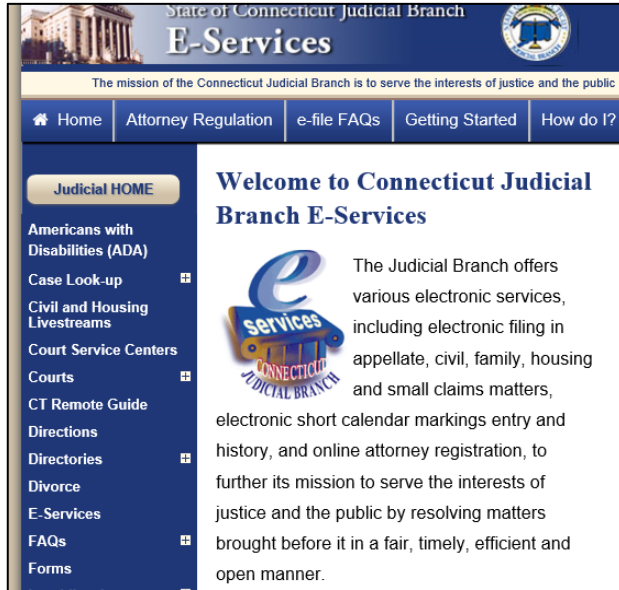 State of Connecticut Judicial Branch
E-Services
The mission of the Connecticut Judicial Branch is to serve the interests of justice and the public
Home Attorney Regulation e-file FAQs Getting Started How do I?
Judicial HOME
Americans with
Disabilities (ADA)
Case Look-up
Civil and Housing
Livestreams
Court Service Centers
Courts
CT Remote Guide
Directions
Directories
Divorce
E-Services
FAQs
Forms
Welcome to Connecticut Judicial
Branch E-Services
e
services
CONNECTICUT
JUDICIAL BRANCH
The Judicial Branch offers
various electronic services,
including electronic filing in
appellate, civil, family, housing
and small claims matters,
electronic short calendar markings entry and
history, and online attorney registration, to
further its mission to serve the interests of
justice and the public by resolving matters
brought before it in a fair, timely, efficient and
open manner.